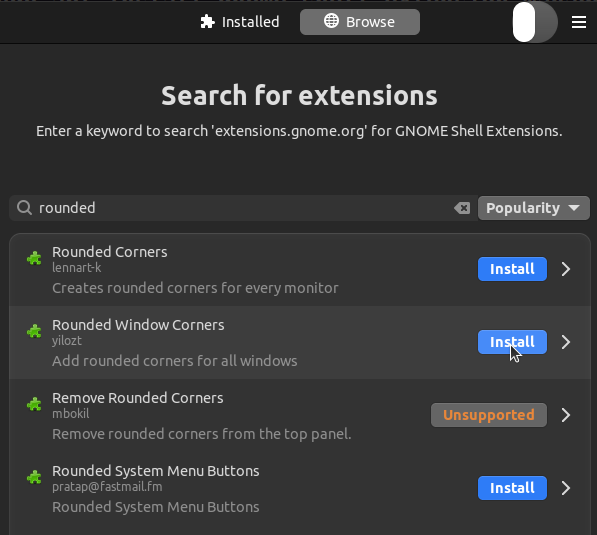 Installed
Browse
Search for extensions
Enter a keyword to search 'extensions.gnome.org' for GNOME Shell Extensions.
rounded
Popularity
Rounded Corners
lennart-k
Creates rounded corners for every monitor
Install
Rounded Window Corners
yilozt
Add rounded corners for all windows
Install
Remove Rounded Corners
mbokil
Remove rounded corners from the top panel.
Unsupported
Rounded System Menu Buttons
pratap@fastmail.fm
Rounded System Menu Buttons
Install